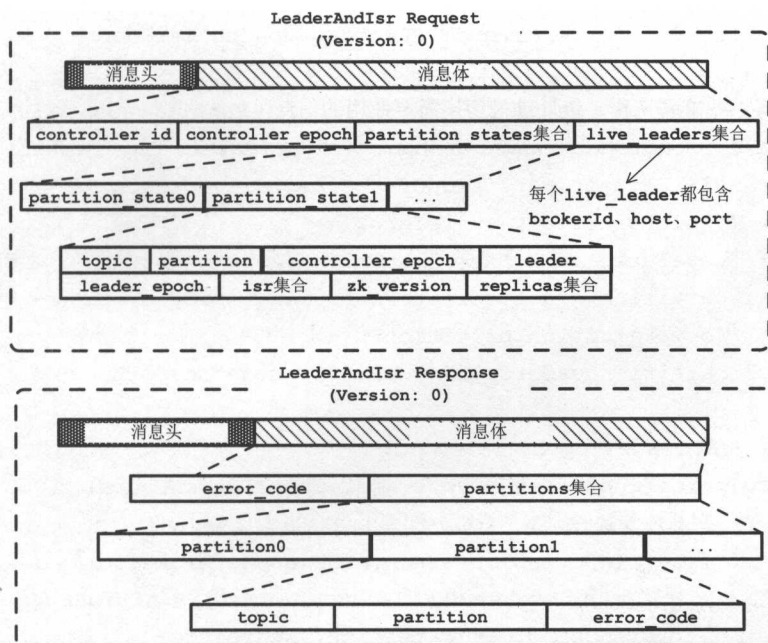 LeaderAndIsr Request
(Version: 0)
消息头 消息体
controller_id controller_epoch partition_states集合 live_leaders集合
partition_state0 partition_state1 ...
每个live_leader都包含
brokerId、host、port
topic partition controller_epoch leader
leader_epoch isr集合 zk_version replicas集合
LeaderAndIsr Response
(Version: 0)
消息头 消息体
error_code partitions集合
partition0 partition1 ...
topic partition error_code